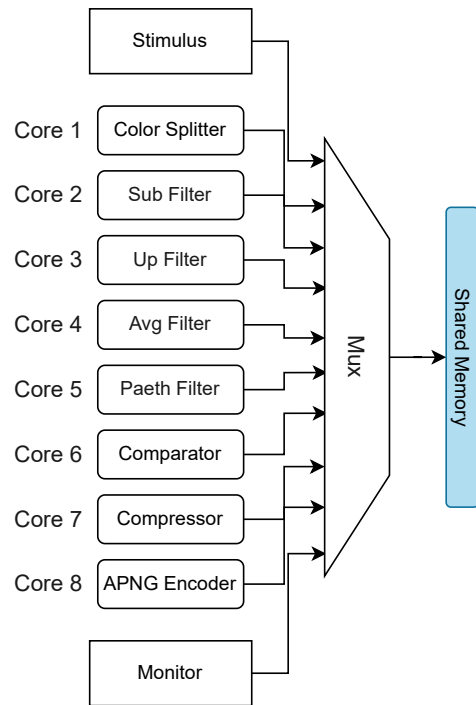 Stimulus
Core 1 Color Splitter
Core 2 Sub Filter
Core 3 Up Filter
Core 4 Avg Filter
Core 5 Paeth Filter
Core 6 Comparator
Core 7 Compressor
Core 8 APNG Encoder
Monitor
Mux
Shared Memory